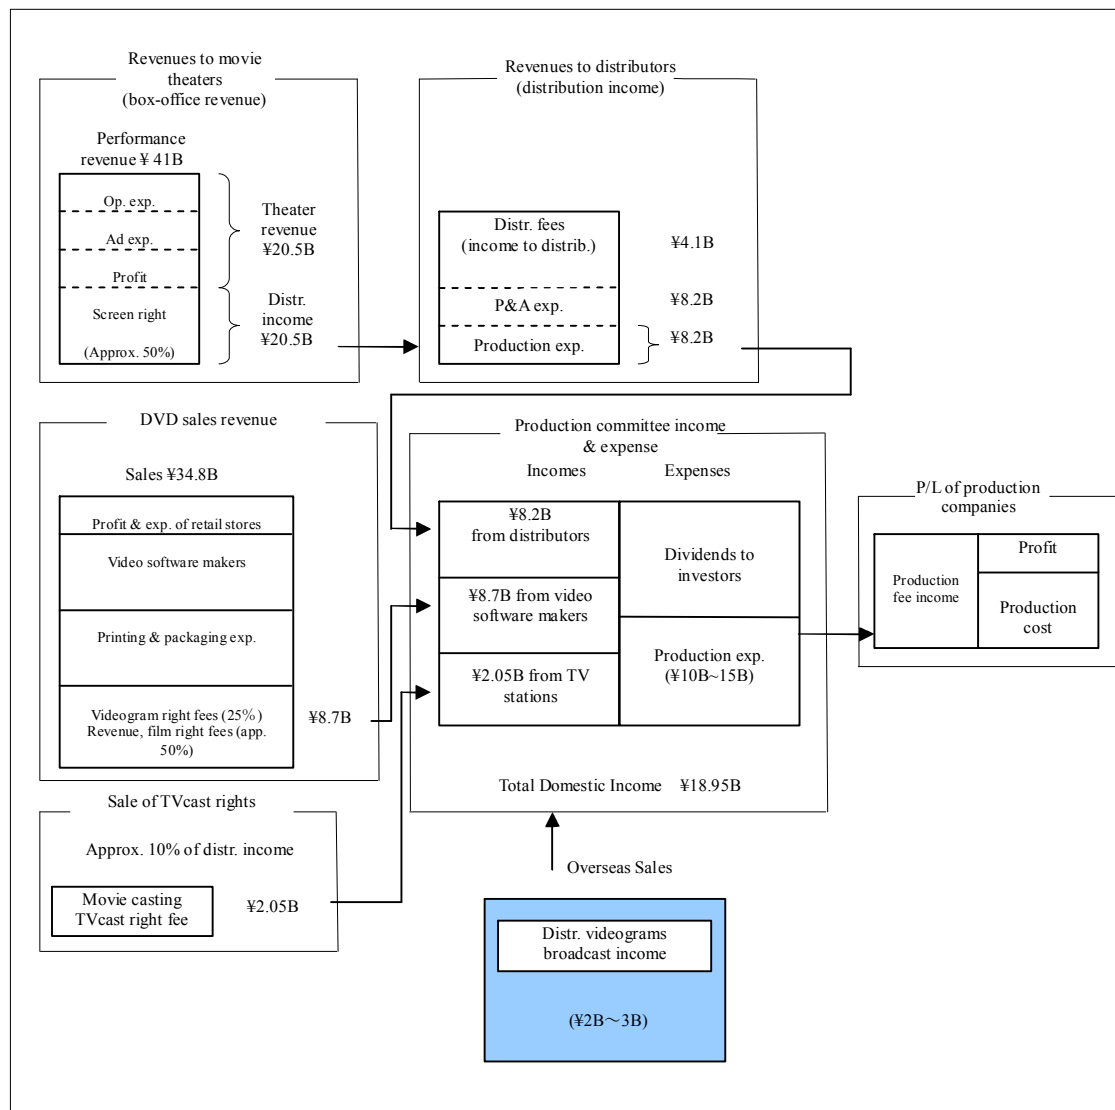 Revenues to movie
theaters
(box-office revenue)
Performance
revenue ¥ 41B
Op. exp.
Ad exp.
Profit
Screen right
(Approx. 50%)
Theater
revenue
¥20.5B
Distr.
income
¥20.5B
Revenues to distributors
(distribution income)
Distr. fees
(income to distrib.)
¥4.1B
P&A exp.
¥8.2B
Production exp.
¥8.2B
DVD sales revenue
Sales ¥34.8B
Profit & exp. of retail stores
Video software makers
Printing & packaging exp.
Videogram right fees (25%)
Revenue, film right fees (app.
50%)
¥8.7B
Production committee income
& expense
Incomes
Expenses
¥8.2B
from distributors
¥8.7B from video
software makers
¥2.05B from TV
stations
Dividends to
investors
Production exp.
(¥10B~15B)
Total Domestic Income ¥18.95B
P/L of production
companies
Production
fee income
Profit
Production
cost
Sale of TVcast rights
Approx. 10% of distr. income
Movie casting
TVcast right fee
¥2.05B
Overseas Sales
Distr. videograms
broadcast income
(¥2B～3B)